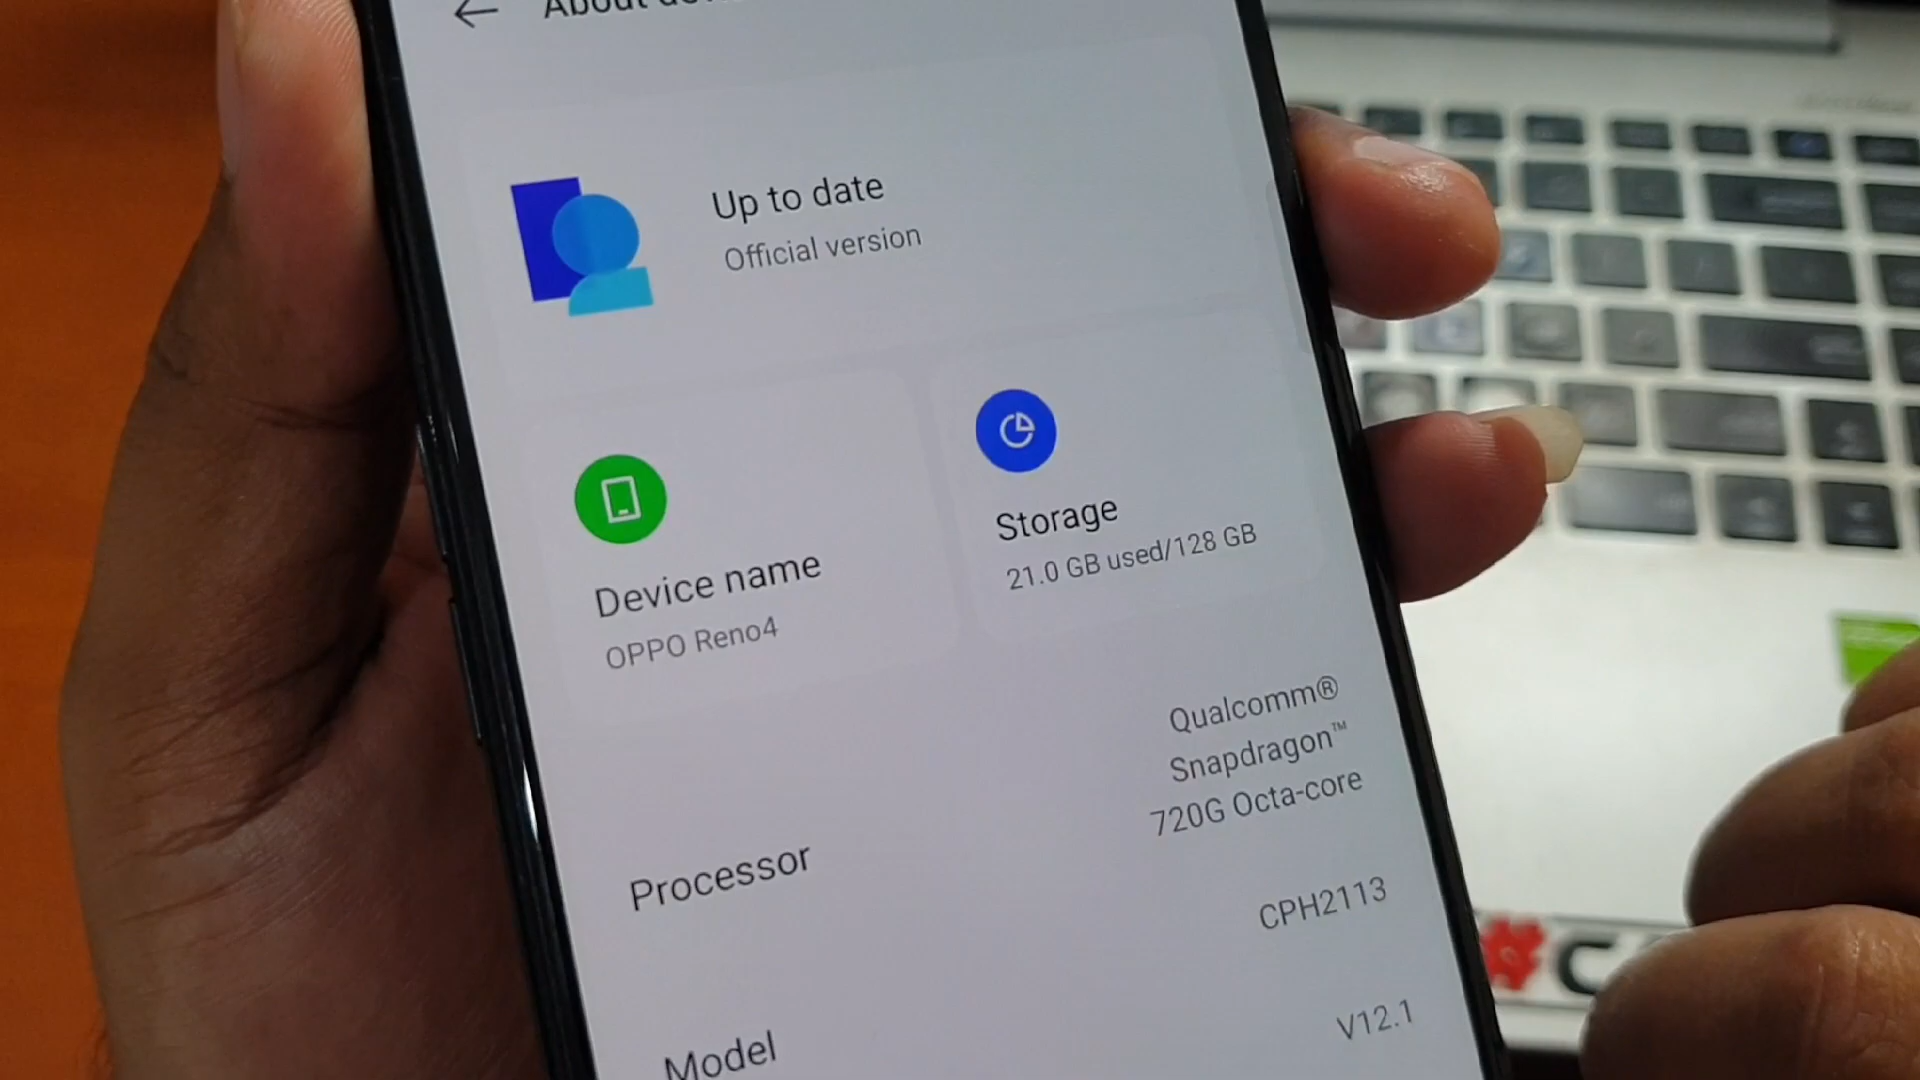 About
Up to date
Official version
Device name
OPPO Reno4
Storage
21.0 GB used/128 GB
Processor
Qualcomm®
Snapdragon™
720G Octa-core
Model
CPH2113
V12.1